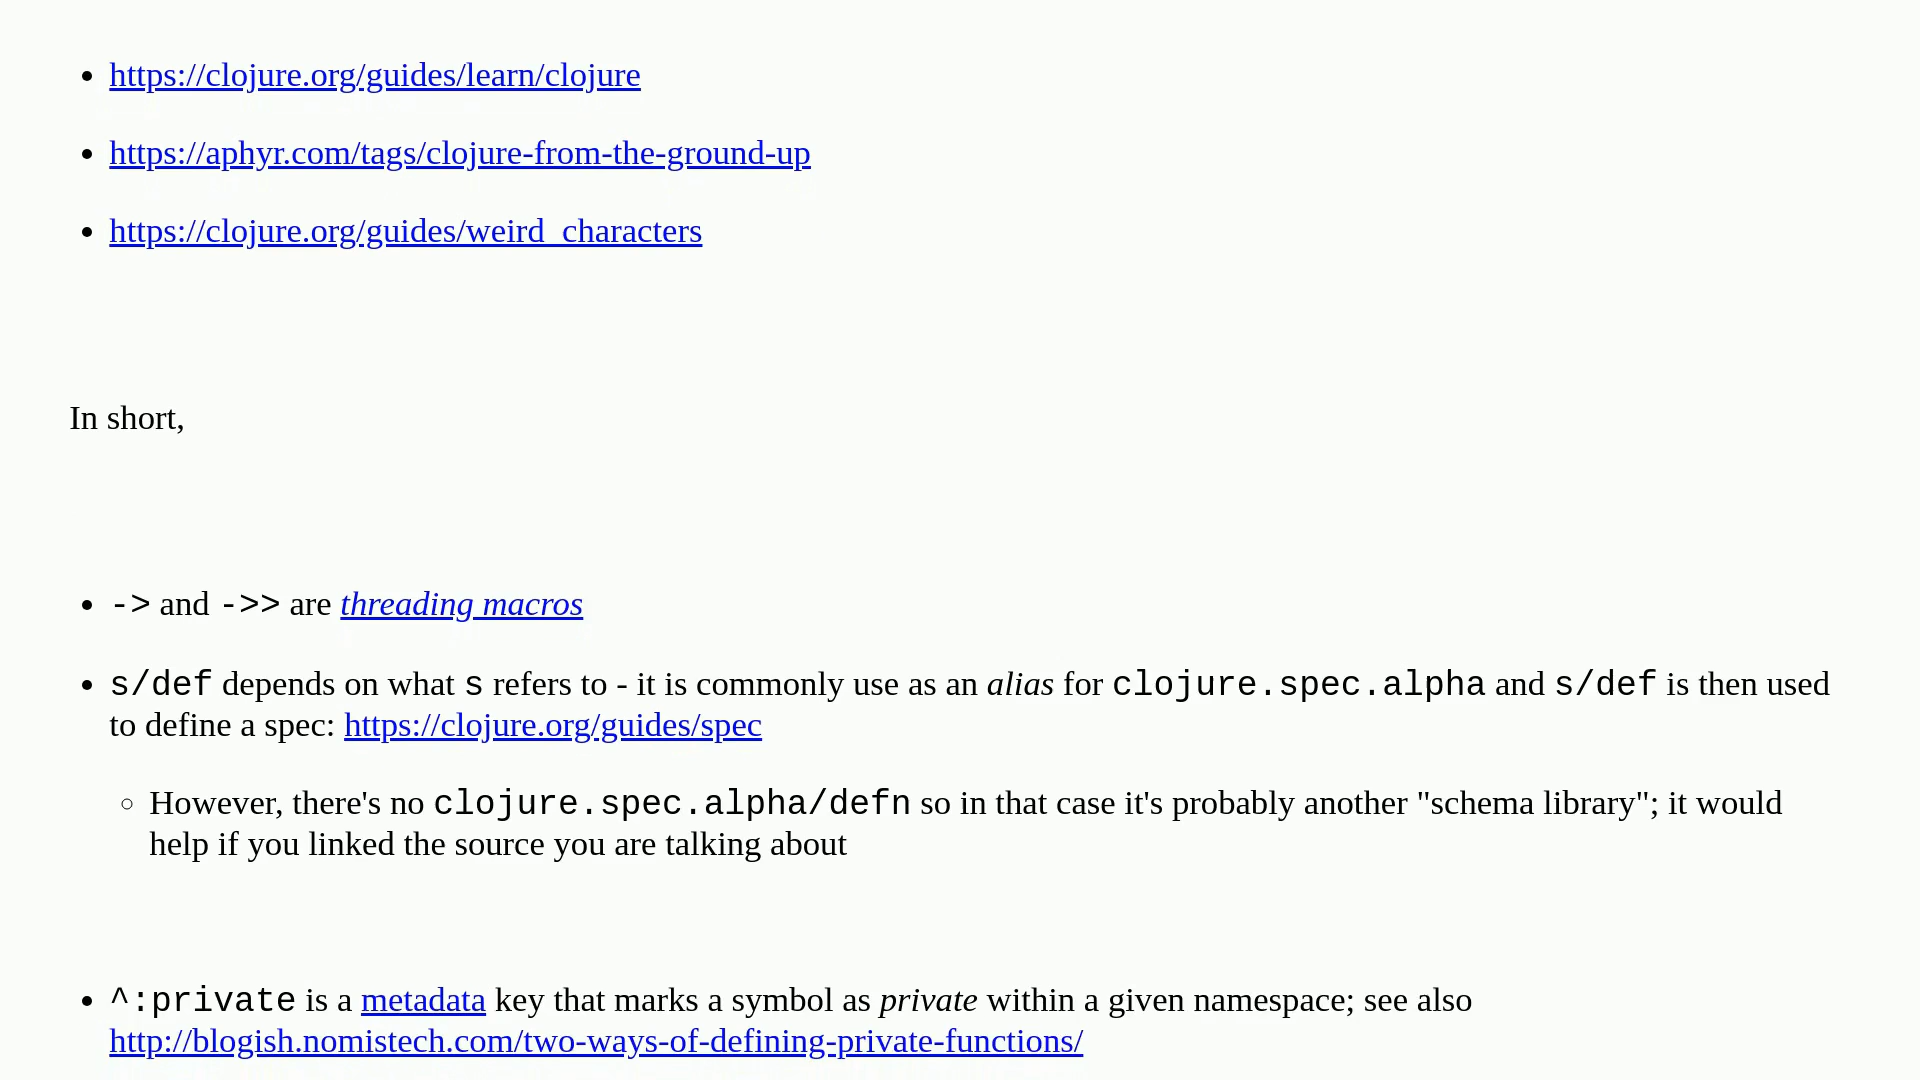 https://clojure.org/guides/learn/clojure
https://aphyr.com/tags/clojure-from-the-ground-up
https://clojure.org/guides/weird_characters
In short,
-> and ->> are threading macros
s/def depends on what s refers to - it is commonly use as an alias for clojure.spec.alpha and s/def is then used
to define a spec: https://clojure.org/guides/spec
However, there's no clojure.spec.alpha/defn so in that case it's probably another "schema library"; it would
help if you linked the source you are talking about
^:private is a metadata key that marks a symbol as private within a given namespace; see also
http://blogish.nomistech.com/two-ways-of-defining-private-functions/